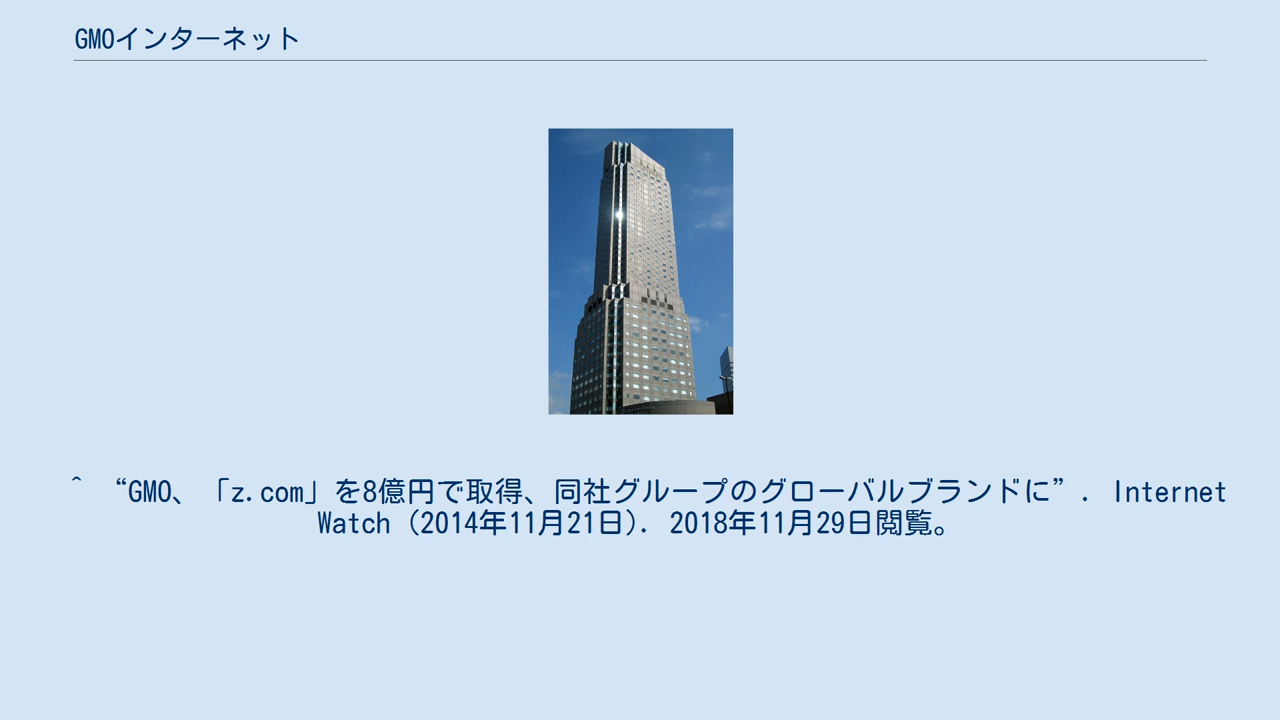 GMOインターネット
^ “GMO、「z.com」を8億円で取得、同社グループのグローバルブランドに”. Internet
Watch (2014年11月21日). 2018年11月29日閲覧。